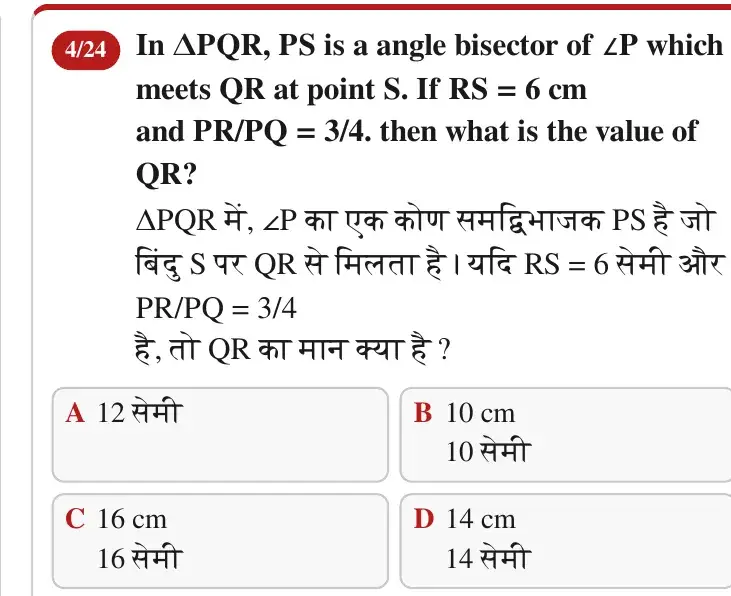 4/24 In ΔPQR, PS is a angle bisector of ∠P which
meets QR at point S. If RS = 6 cm
and PR/PQ = 3/4. then what is the value of
QR?
ΔPQR में, ∠P का एक कोण समद्विभाजक PS है जो
बिंदु S पर QR से मिलता है। यदि RS = 6 सेमी और
PR/PQ = 3/4
है, तो QR का मान क्या है ?
A 12 सेमी
B 10 cm
10 सेमी
C 16 cm
16 सेमी
D 14 cm
14 सेमी